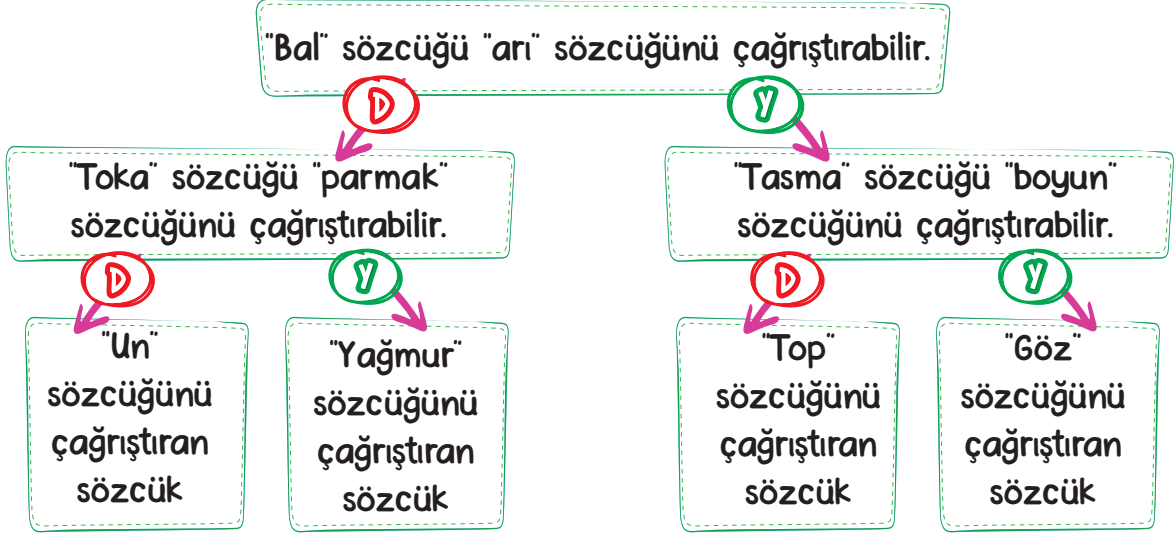 "Bal" sözcüğü "arı" sözcüğünü çağrıştırabilir.
D
Y
"Toka" sözcüğü "parmak"
sözcüğünü çağrıştırabilir.
"Tasma" sözcüğü "boyun"
sözcüğünü çağrıştırabilir.
D
Y
D
Y
"Un"
sözcüğünü
çağrıştıran
sözcük
"Yağmur"
sözcüğünü
çağrıştıran
sözcük
"Top"
sözcüğünü
çağrıştıran
sözcük
"Göz"
sözcüğünü
çağrıştıran
sözcük